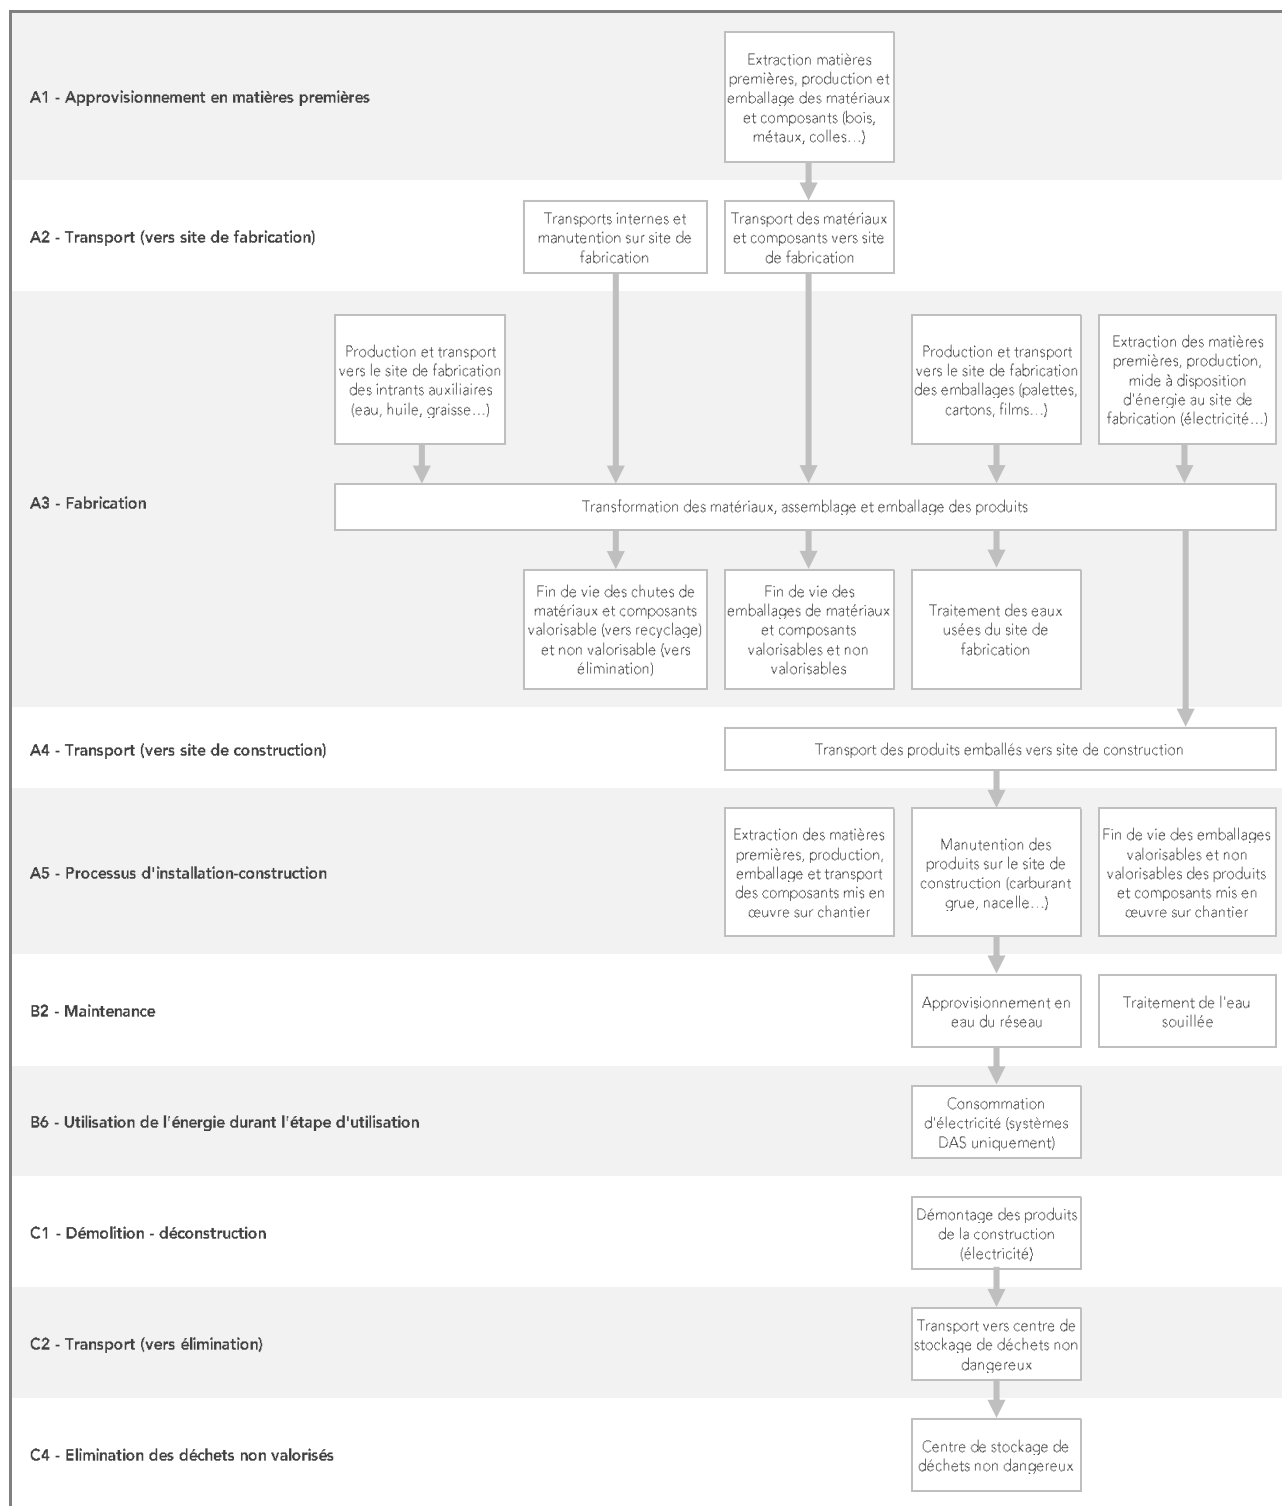 A1 - Approvisionnement en matières premières
Extraction matières
premières, production et
emballage des matériaux
et composants (bois,
métaux, colles…)
A2 - Transport (vers site de fabrication)
Transports internes et
manutention sur site de
fabrication
Transport des matériaux
et composants vers site
de fabrication
A3 - Fabrication
Production et transport
vers le site de fabrication
des intrants auxiliaires
(eau, huile, graisse…)
Production et transport
vers le site de fabrication
des emballages (palettes,
cartons, films…)
Extraction des matières
premières, production,
mide à disposition
d'énergie au site de
fabrication (électricité…)
Transformation des matériaux, assemblage et emballage des produits
Fin de vie des chutes de
matériaux et composants
valorisable (vers recyclage)
et non valorisable (vers
élimination)
Fin de vie des
emballages de matériaux
et composants
valorisables et non
valorisables
Traitement des eaux
usées du site de
fabrication
A4 - Transport (vers site de construction)
Transport des produits emballés vers site de construction
A5 - Processus d'installation-construction
Extraction des matières
premières, production,
emballage et transport
des composants mis en
œuvre sur chantier
Manutention des
produits sur le site de
construction (carburant
grue, nacelle…)
Fin de vie des emballages
valorisables et non
valorisables des produits
et composants mis en
œuvre sur chantier
B2 - Maintenance
Approvisionnement en
eau du réseau
Traitement de l'eau
souillée
B6 - Utilisation de l'énergie durant l'étape d'utilisation
Consommation
d'électricité (systèmes
DAS uniquement)
C1 - Démolition - déconstruction
Démontage des produits
de la construction
(électricité)
C2 - Transport (vers élimination)
Transport vers centre de
stockage de déchets non
dangereux
C4 - Elimination des déchets non valorisés
Centre de stockage de
déchets non dangereux